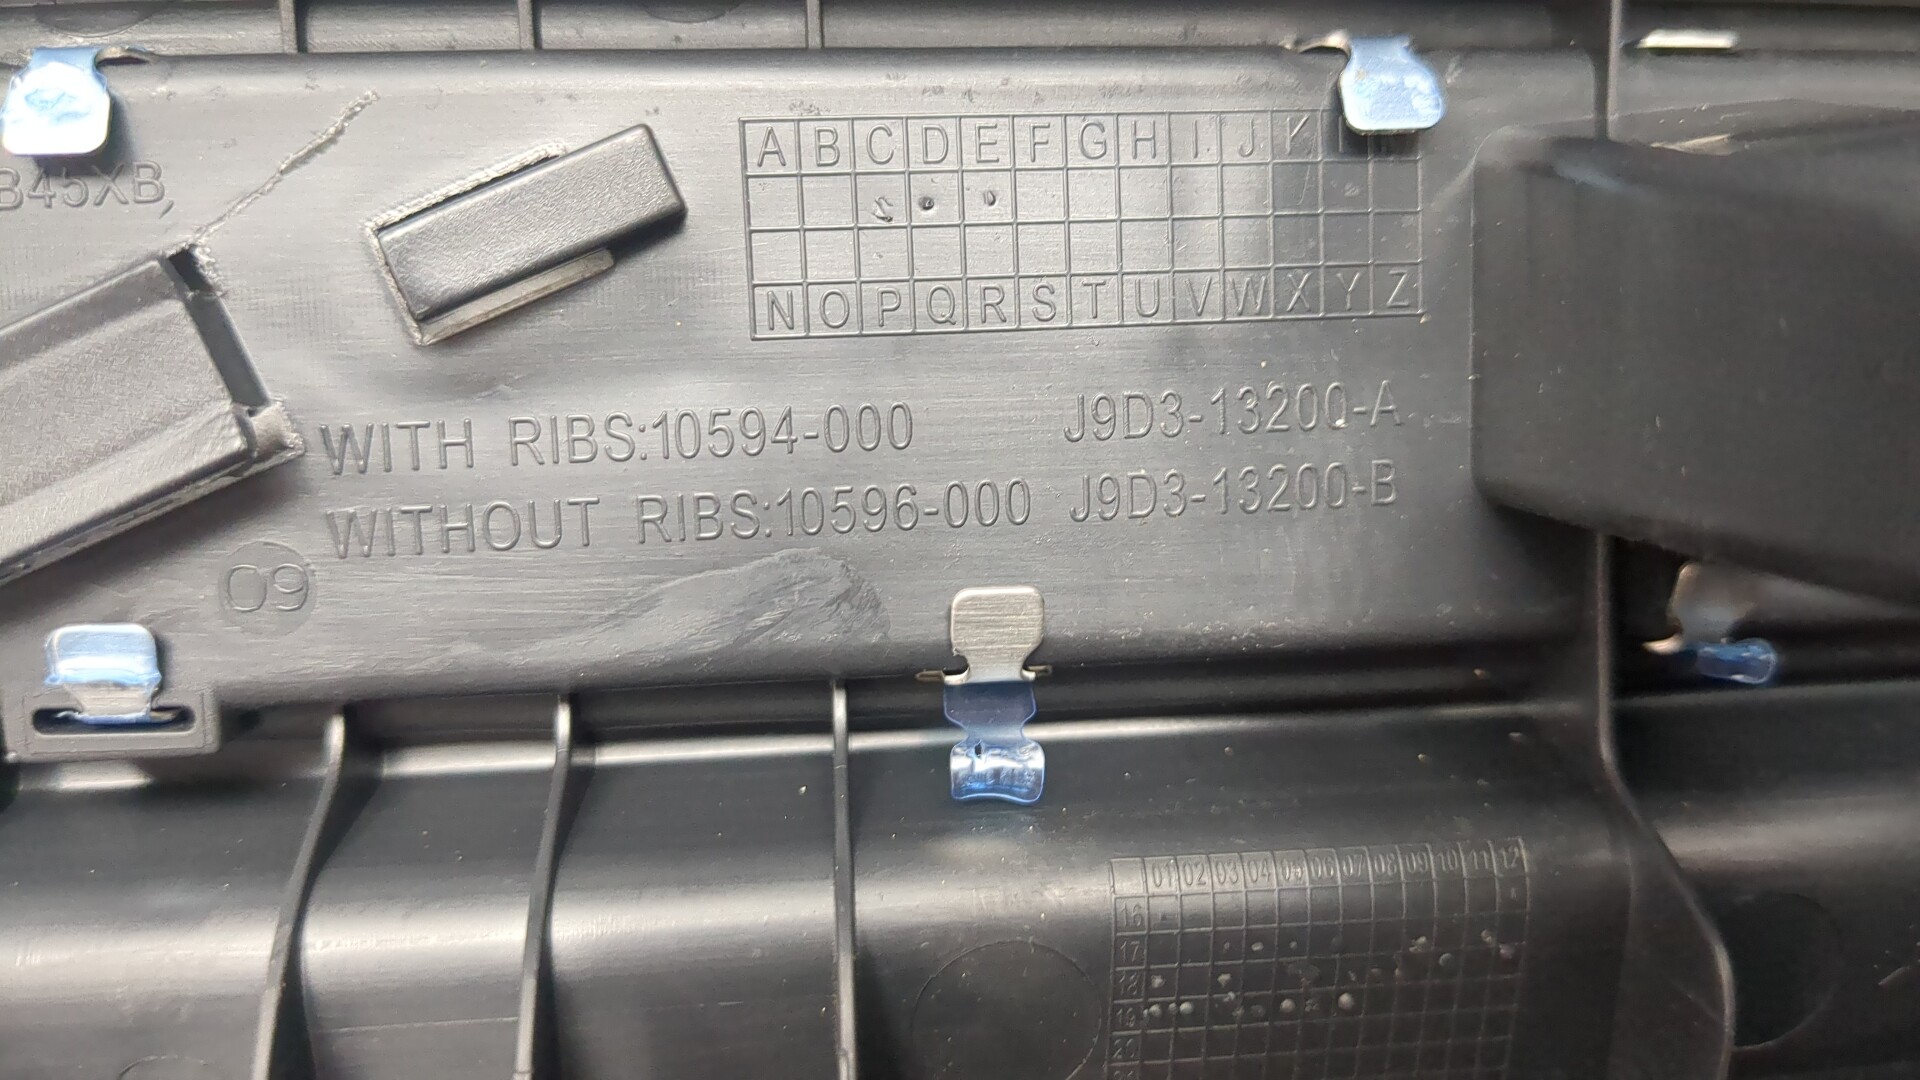 B45XB,
A B C D E F G H I J K
N O P Q R S T U V W X Y Z
WITH RIBS:10594-000 J9D3-13200-A
WITHOUT RIBS:10596-000 J9D3-13200-B
09
01 02 03 04 05 06 07 08 09 10 11 12
16
17
18
19
20